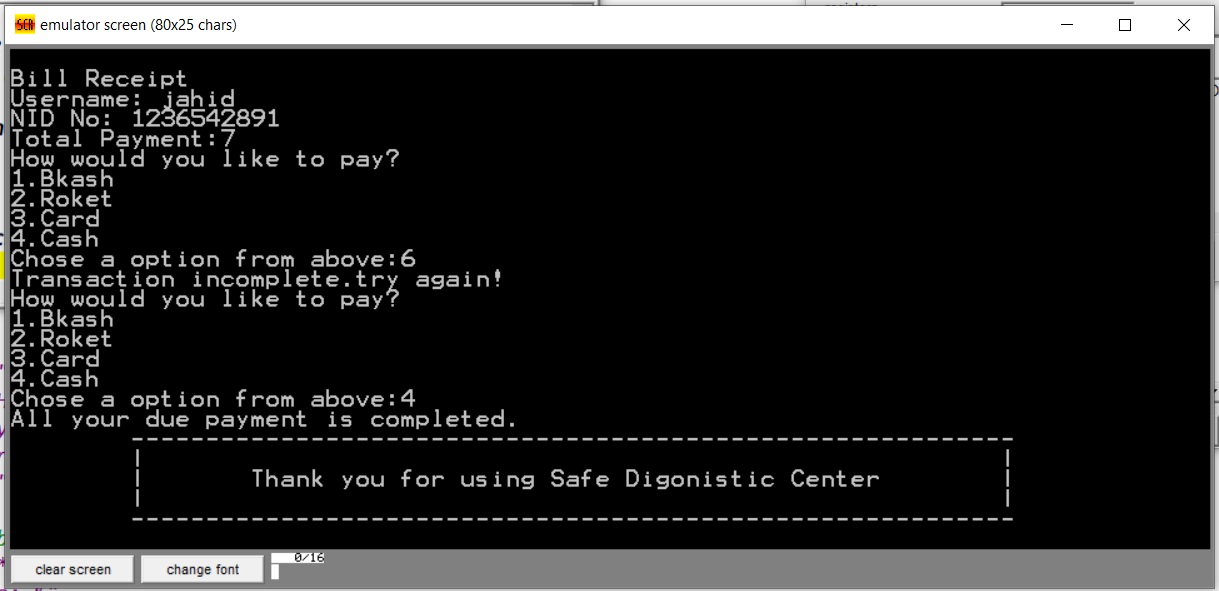 emulator screen (80x25 chars)
Bill Receipt
Username: jahid
NID No: 1236542891
Total Payment:7
How would you like to pay?
1.Bkash
2.Roket
3.Card
4.Cash
Chose a option from above:6
Transaction incomplete.try again!
How would you like to pay?
1.Bkash
2.Roket
3.Card
4.Cash
Chose a option from above:4
All your due payment is completed.
Thank you for using Safe Digonistic Center
clear screen
change font
0/16